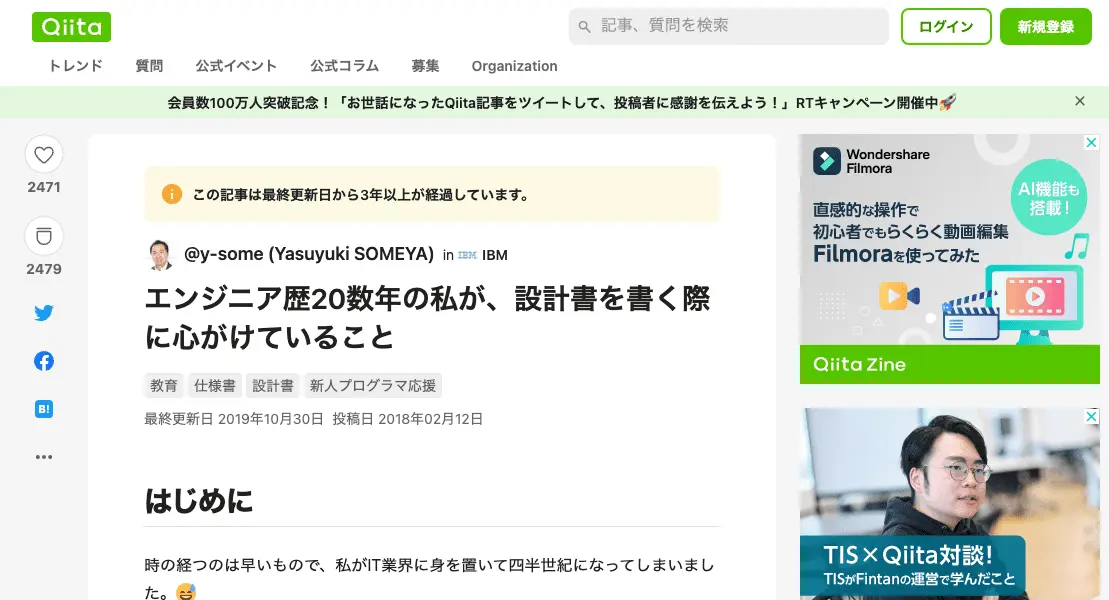 Qiita
記事、質問を検索
ログイン
新規登録
トレンド
質問
公式イベント
公式コラム
募集
Organization
会員数100万人突破記念！「お世話になったQiita記事をツイートして、投稿者に感謝を伝えよう！」RTキャンペーン開催中🚀
2471
2479
B!
この記事は最終更新日から3年以上が経過しています。
@y-some (Yasuyuki SOMEYA) in IBM IBM
エンジニア歴20数年の私が、設計書を書く際
に心がけていること
教育 仕様書 設計書 新人プログラマ応援
最終更新日 2019年10月30日 投稿日 2018年02月12日
はじめに
時の経つのは早いもので、私がIT業界に身を置いて四半世紀になってしまいまし
た。😅
Wondershare
Filmora
AI機能も
搭載！
直感的な操作で
初心者でもらくらく動画編集
Filmoraを使ってみた
Qiita Zine
TIS×Qiita対談！
TISがFintanの運営で学んだこと